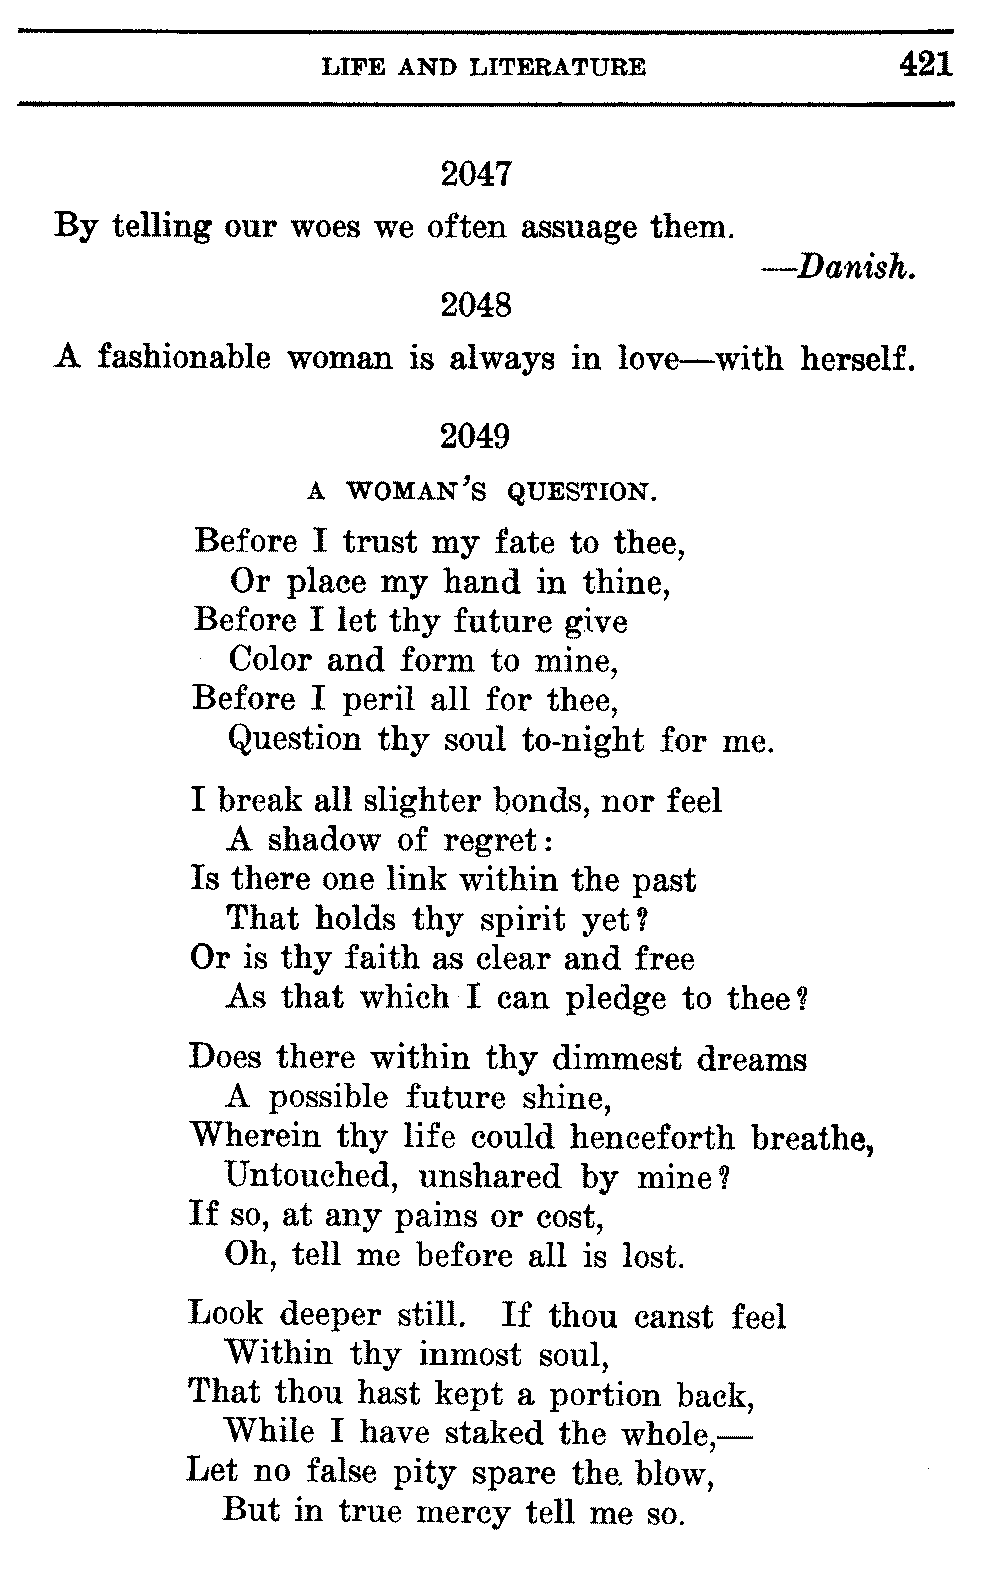 LIFE AND LITERATURE 421
2047
By telling our woes we often assuage them.
—Danish.
2048
A fashionable woman is always in love—with herself.
2049
A WOMAN'S QUESTION.
Before I trust my fate to thee,
Or place my hand in thine,
Before I let thy future give
Color and form to mine,
Before I peril all for thee,
Question thy soul to-night for me.
I break all slighter bonds, nor feel
A shadow of regret:
Is there one link within the past
That holds thy spirit yet?
Or is thy faith as clear and free
As that which I can pledge to thee?
Does there within thy dimmest dreams
A possible future shine,
Wherein thy life could henceforth breathe,
Untouched, unshared by mine?
If so, at any pains or cost,
Oh, tell me before all is lost.
Look deeper still. If thou canst feel
Within thy inmost soul,
That thou hast kept a portion back,
While I have staked the whole,—
Let no false pity spare the blow,
But in true mercy tell me so.